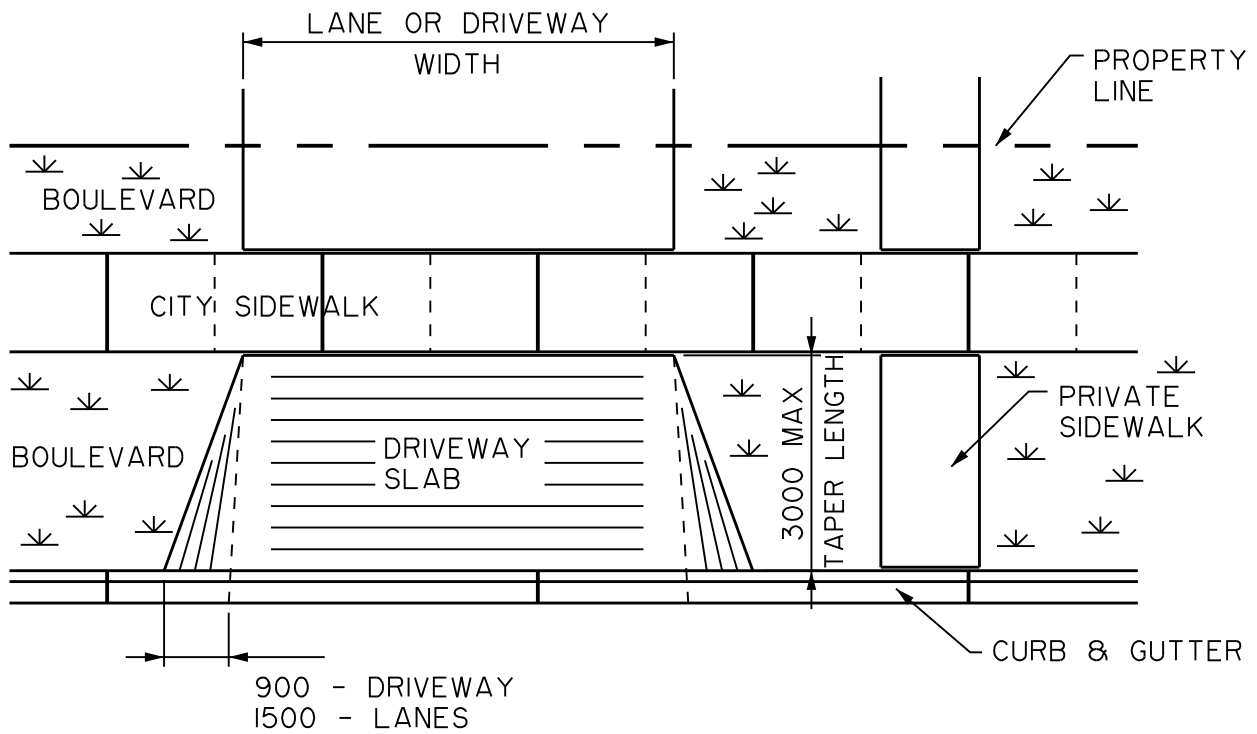 LANE OR DRIVEWAY
WIDTH
PROPERTY
LINE
BOULEVARD
CITY SIDEWALK
BOULEVARD
DRIVEWAY
SLAB
3000 MAX
TAPER LENGTH
PRIVATE
SIDEWALK
CURB & GUTTER
900 - DRIVEWAY
1500 - LANES